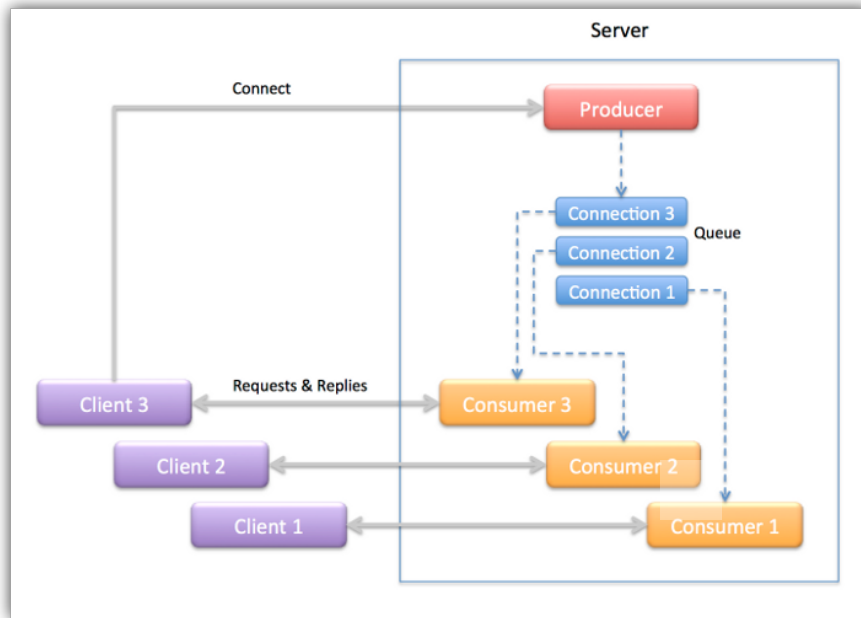 Server
Connect
Producer
Connection 3
Queue
Connection 2
Connection 1
Requests & Replies
Client 3
Consumer 3
Client 2
Consumer 2
Client 1
Consumer 1